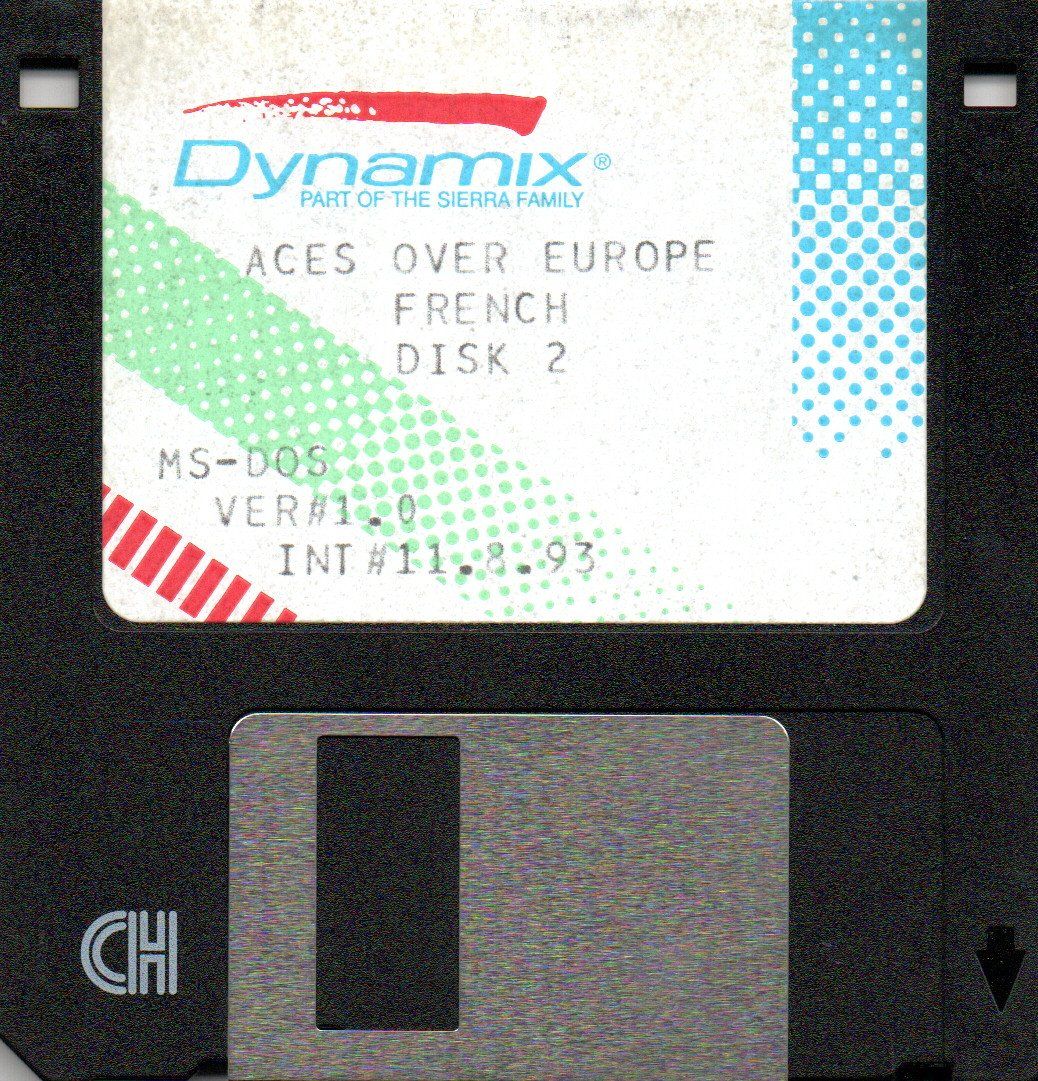 Dynamix®
PART OF THE SIERRA FAMILY
ACES OVER EUROPE
FRENCH
DISK 2
MS-DOS
VER#1.0
INT#11.8.93
CH